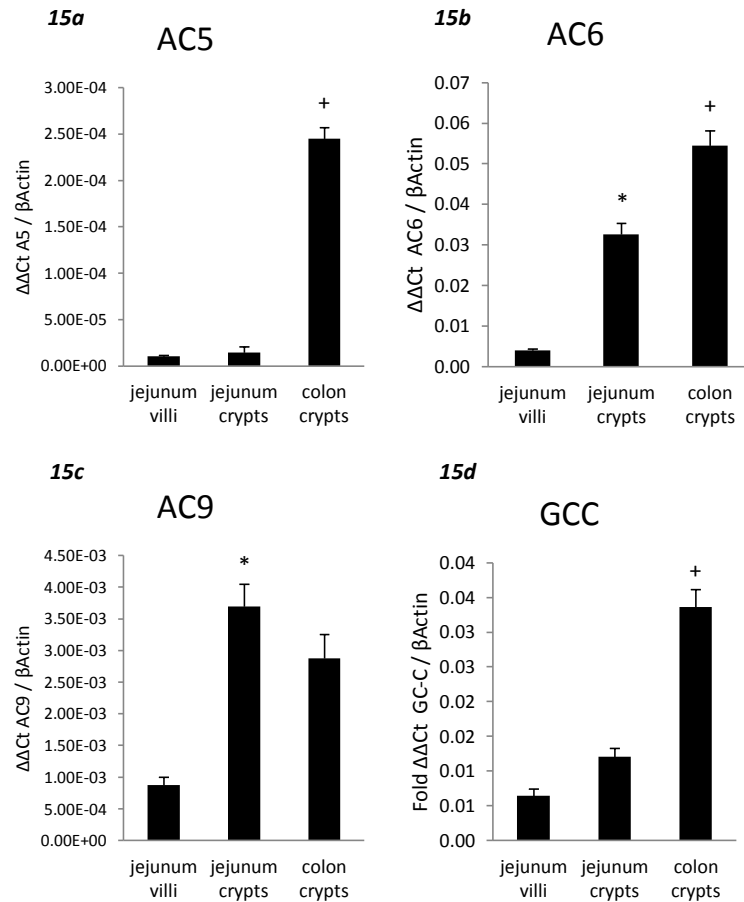 15a
AC5
ΔΔCt A5 / βActin
3.00E-04
2.50E-04
2.00E-04
1.50E-04
1.00E-04
5.00E-05
0.00E+00
+
jejunum villi
jejunum crypts
colon crypts
15b
AC6
ΔΔCt AC6 / βActin
0.07
0.06
0.05
0.04
0.03
0.02
0.01
0.00
*
+
jejunum villi
jejunum crypts
colon crypts
15c
AC9
ΔΔCt AC9 / βActin
4.50E-03
4.00E-03
3.50E-03
3.00E-03
2.50E-03
2.00E-03
1.50E-03
1.00E-03
5.00E-04
0.00E+00
*
jejunum villi
jejunum crypts
colon crypts
15d
GCC
Fold ΔΔCt GC-C / βActin
0.04
0.04
0.03
0.03
0.02
0.02
0.01
0.01
0.00
+
jejunum villi
jejunum crypts
colon crypts